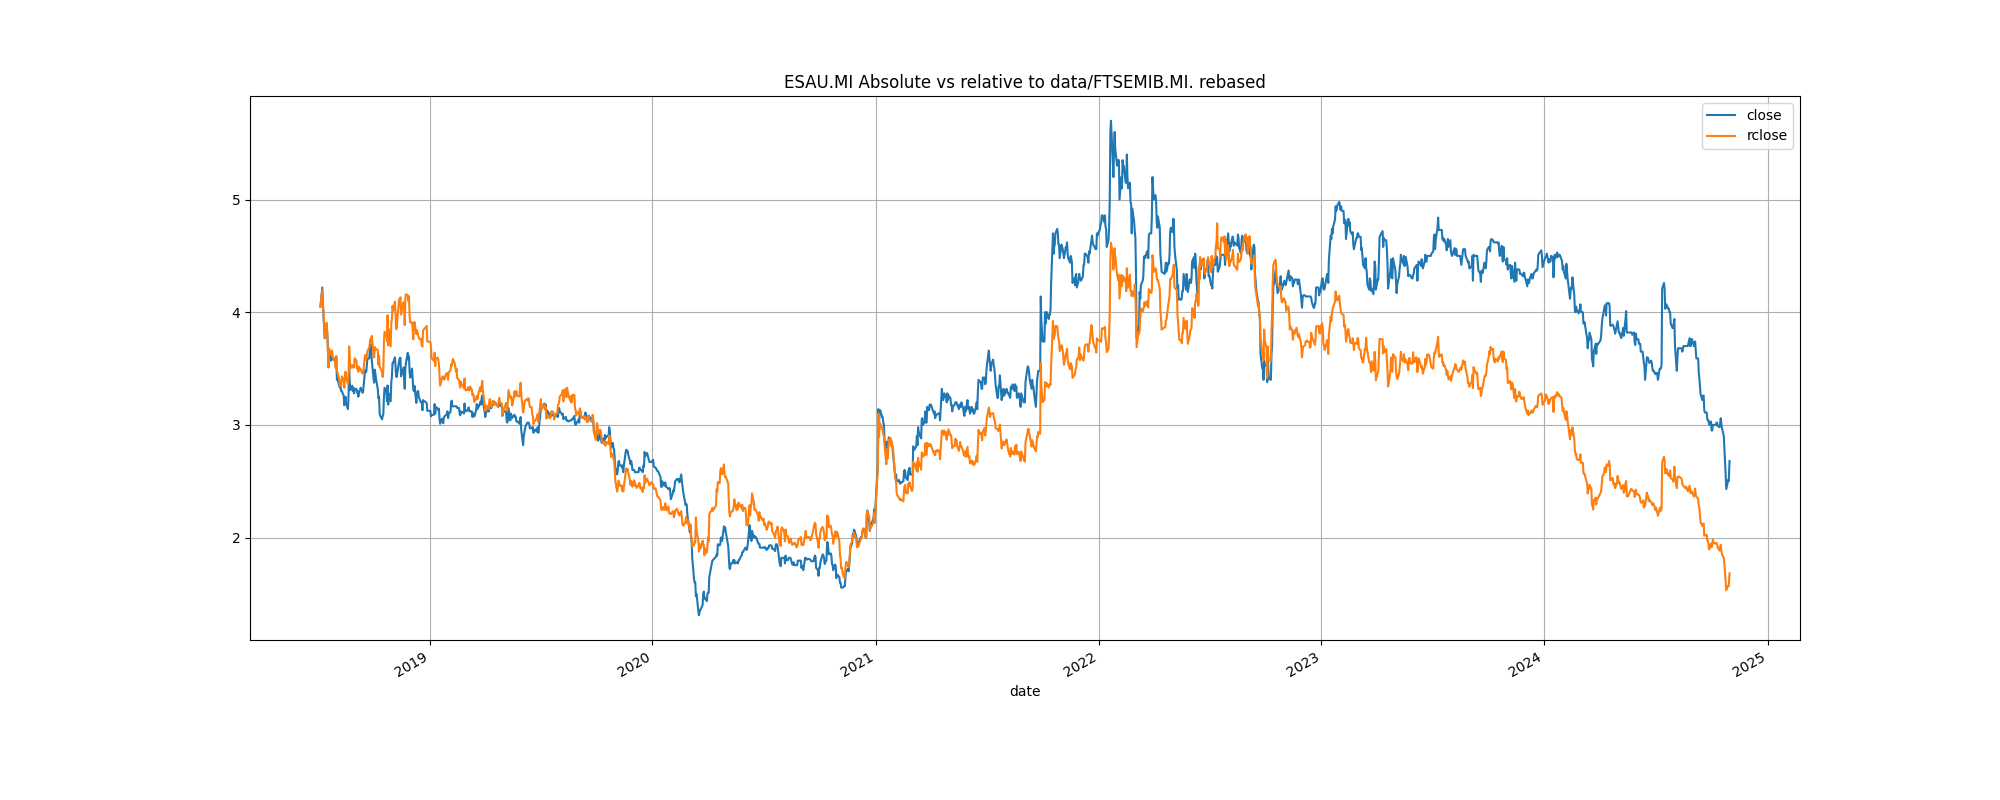 ESAU.MI Absolute vs relative to data/FTSEMIB.MI. rebased
close
rclose
5
4
3
2
2019
2020
2021
2022
2023
2024
2025
date